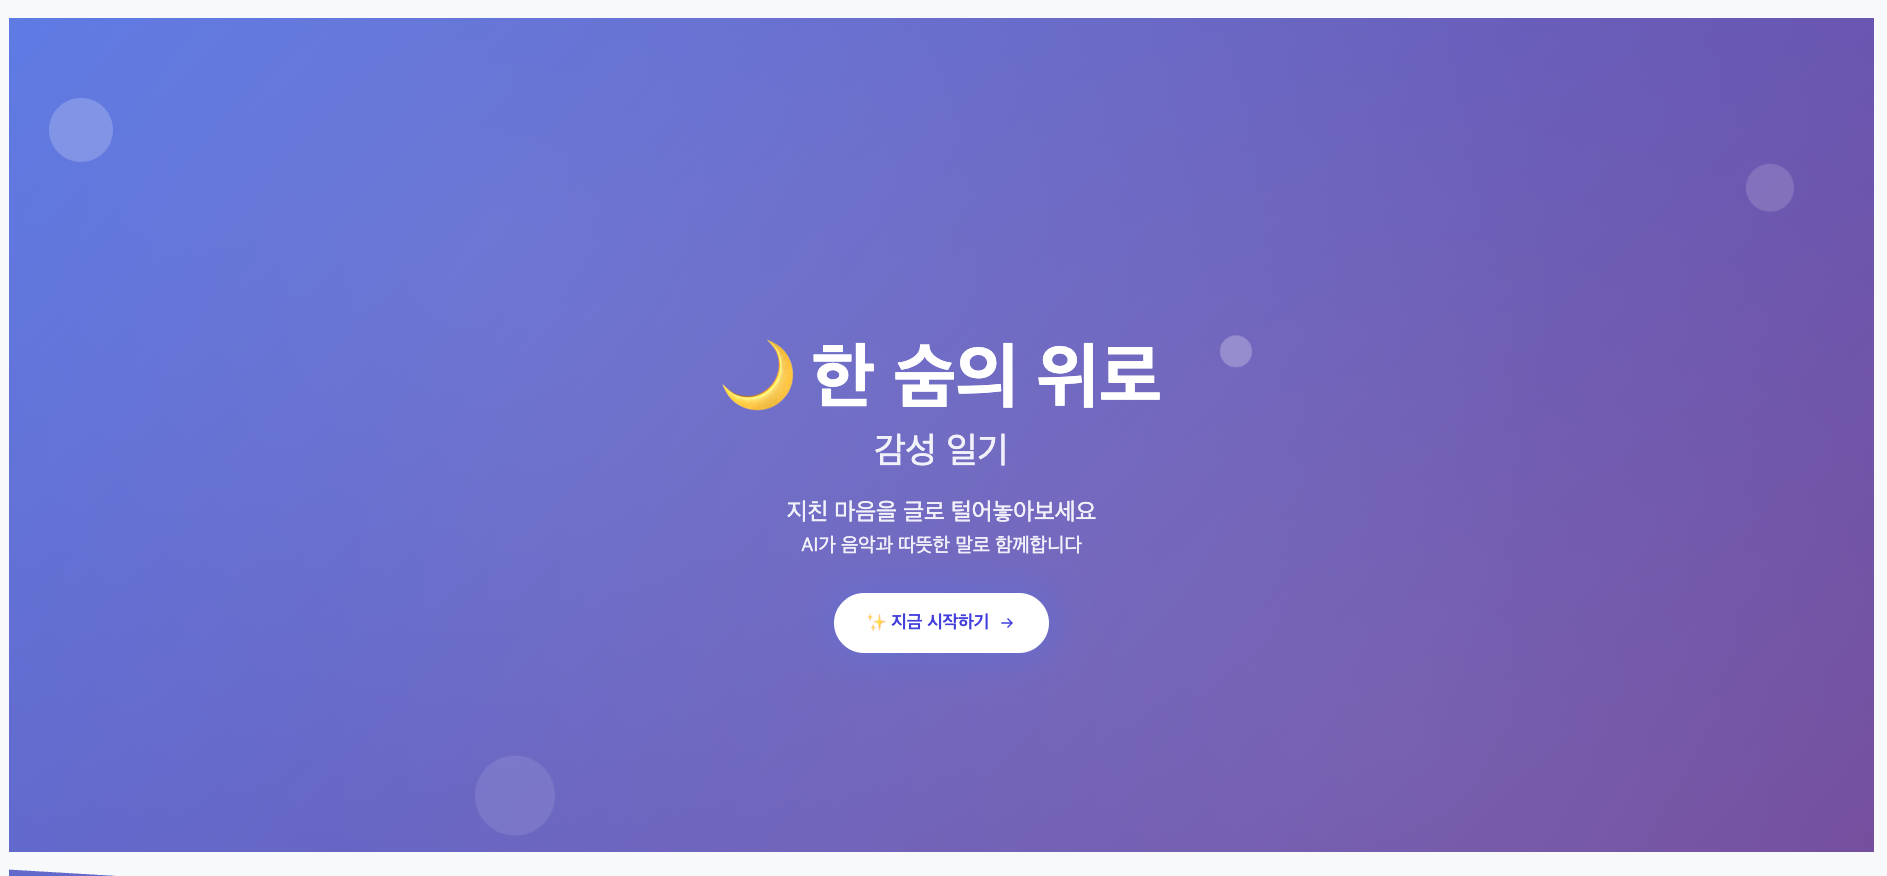 🌙 한 숨의 위로
감성 일기
지친 마음을 글로 털어놓아보세요
AI가 음악과 따뜻한 말로 함께합니다
✨ 지금 시작하기 →